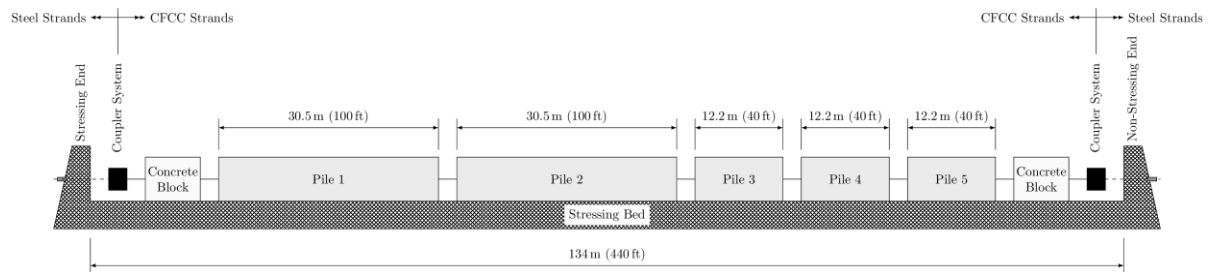 Steel Strands
CFCC Strands
CFCC Strands
Steel Strands
Stressing End
Coupler System
Coupler System
Non-Stressing End
30.5 m (100 ft)
30.5 m (100 ft)
12.2 m (40 ft)
12.2 m (40 ft)
12.2 m (40 ft)
Concrete
Block
Pile 1
Pile 2
Pile 3
Pile 4
Pile 5
Concrete
Block
Stressing Bed
134 m (440 ft)